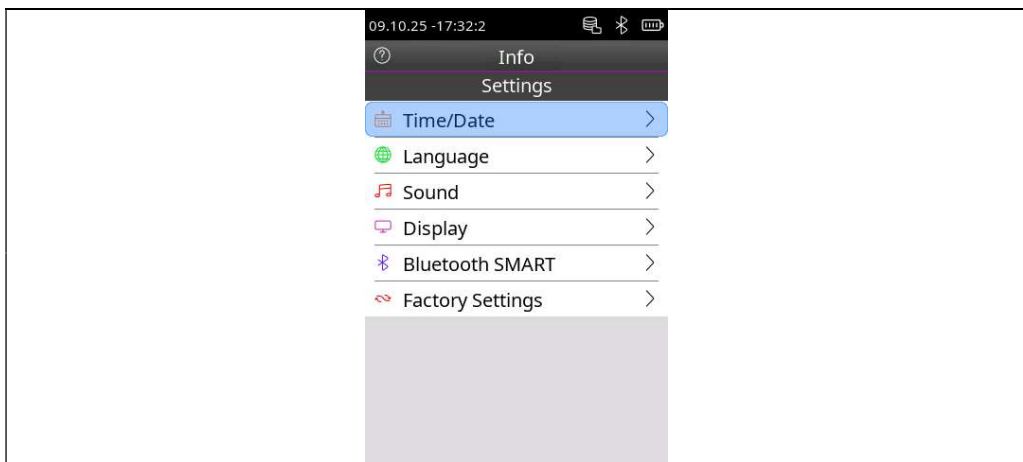 09.10.25 -17:32:2
Info
Settings
Time/Date
Language
Sound
Display
Bluetooth SMART
Factory Settings